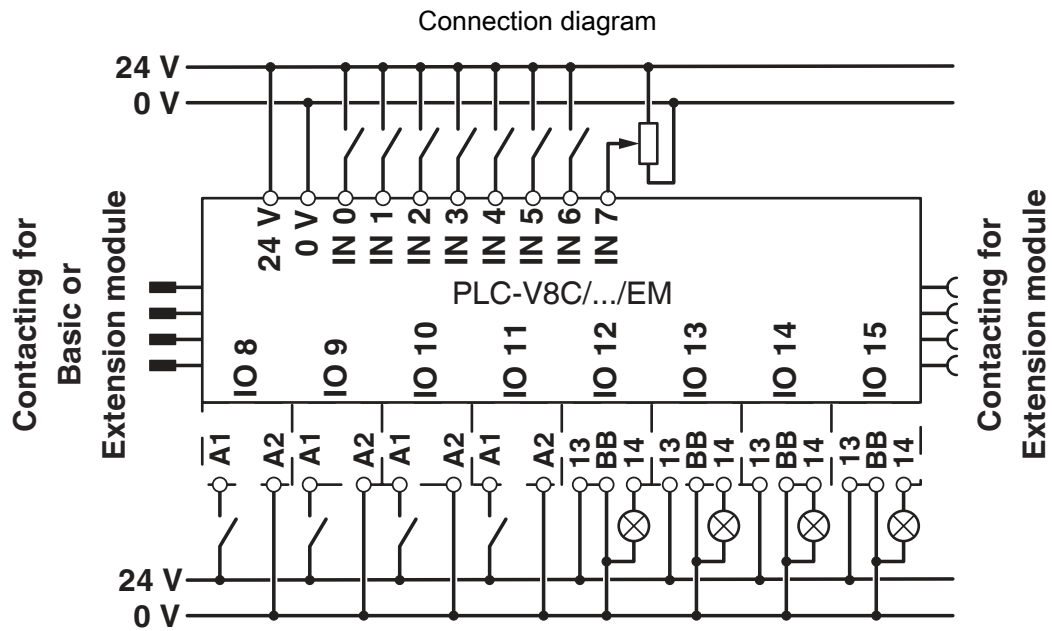 Connection diagram
24 V
0 V
Contacting for
Basic or
Extension module
24 V
0 V
IN 0
IN 1
IN 2
IN 3
IN 4
IN 5
IN 6
IN 7
PLC-V8C/.../EM
IO 8
IO 9
IO 10
IO 11
IO 12
IO 13
IO 14
IO 15
Contacting for
Extension module
A1
A2
A1
A2
A1
A2
A1
A2
13
BB
14
13
BB
14
13
BB
14
13
BB
14
24 V
0 V